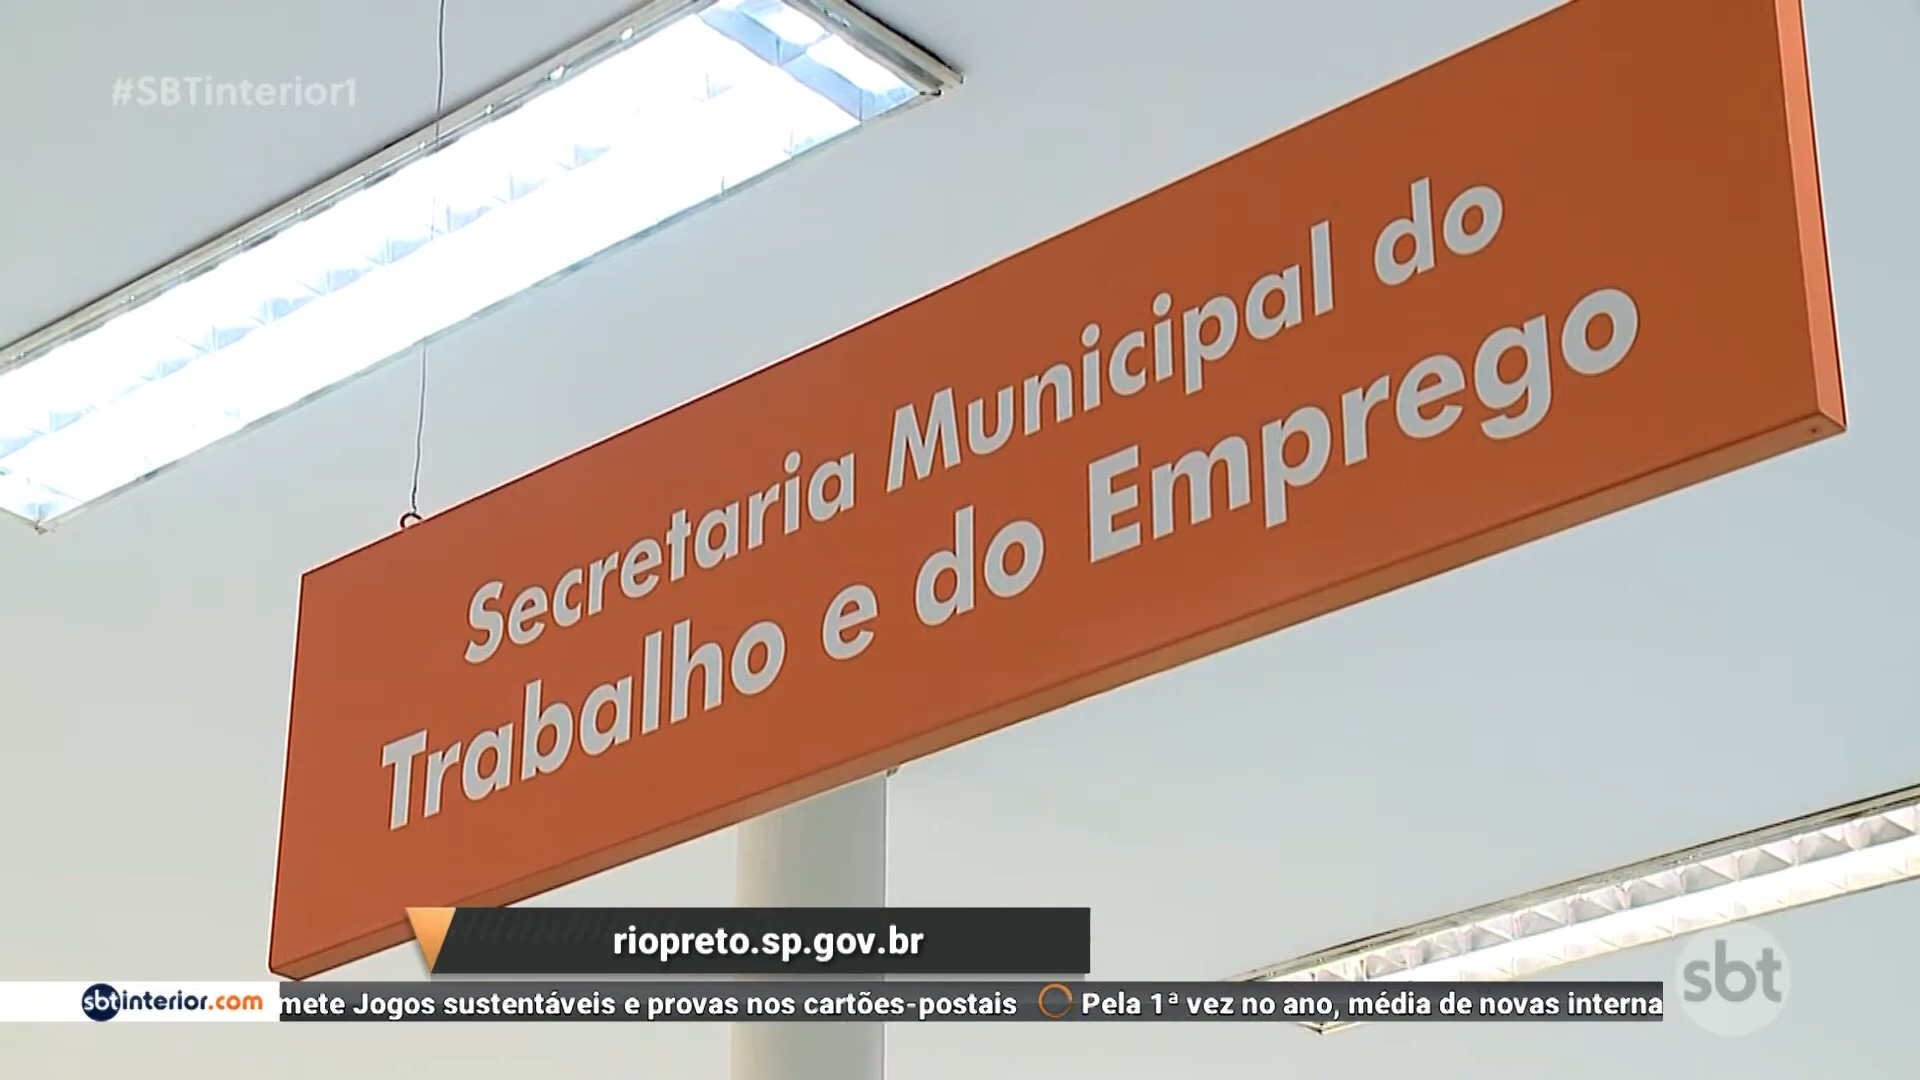 #SBTinterior1
Secretaria Municipal do
Trabalho e do Emprego
riopreto.sp.gov.br
sbtinterior.com mete Jogos sustentáveis e provas nos cartões-postais Pela 1ª vez no ano, média de novas interna
sbt